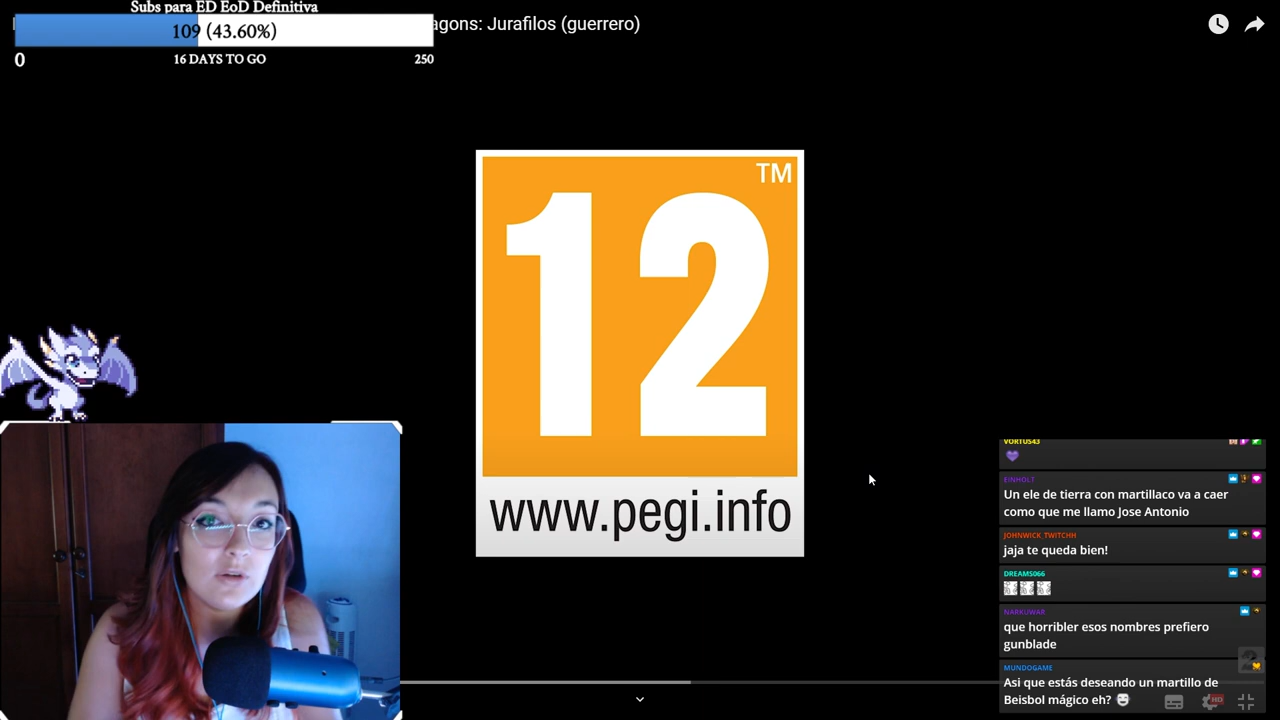 Subs para ED EoD Definitiva
109 (43.60%)
0
16 DAYS TO GO
250
agons: Jurafilos (guerrero)
TM
12
www.pegi.info
VORTUS43
EINHOLT
Un ele de tierra con martillaco va a caer
como que me llamo Jose Antonio
JOHNWICK_TWITCHH
jaja te queda bien!
DREAMS066
NARKUWAR
que horribler esos nombres prefiero
gunblade
MUNDOGAME
Asi que estás deseando un martillo de
Beisbol mágico eh?
HD